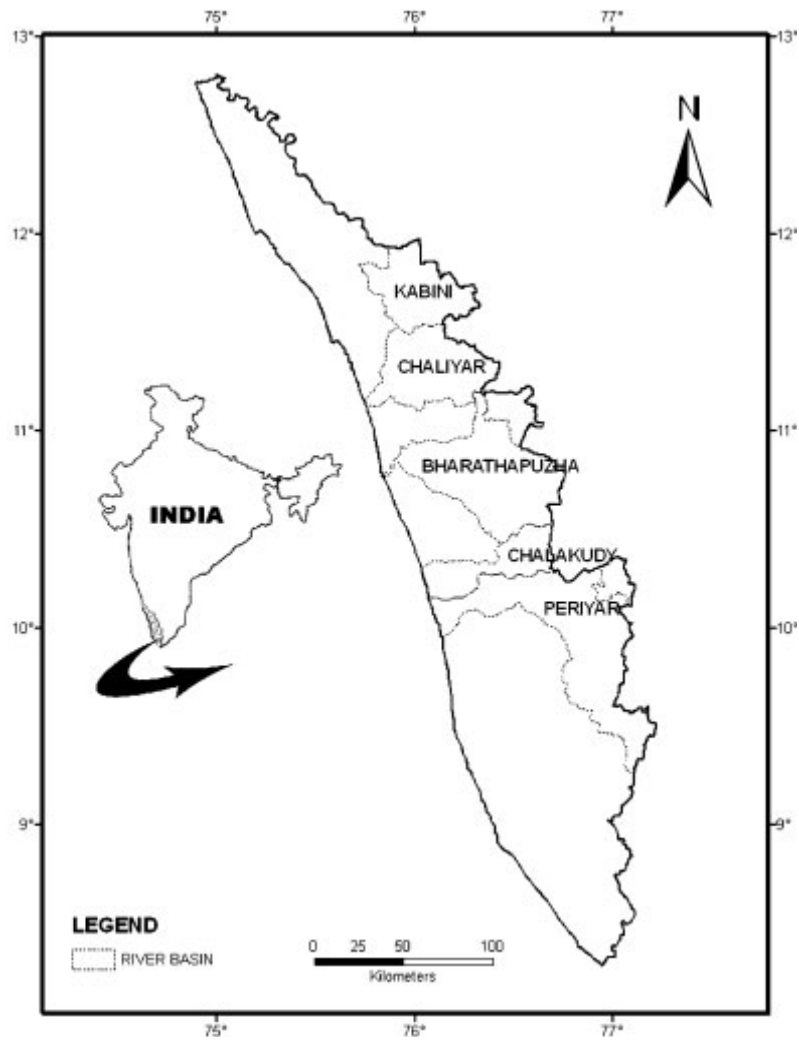 75° 76° 77°
13° 13°
N
12° 12°
KABINI
CHALIYAR
11° 11°
BHARATHAPUZHA
INDIA
CHALAKUDY
PERIYAR
10° 10°
9° 9°
LEGEND
RIVER BASIN
0 25 50 100
Kilometers
75° 76° 77°